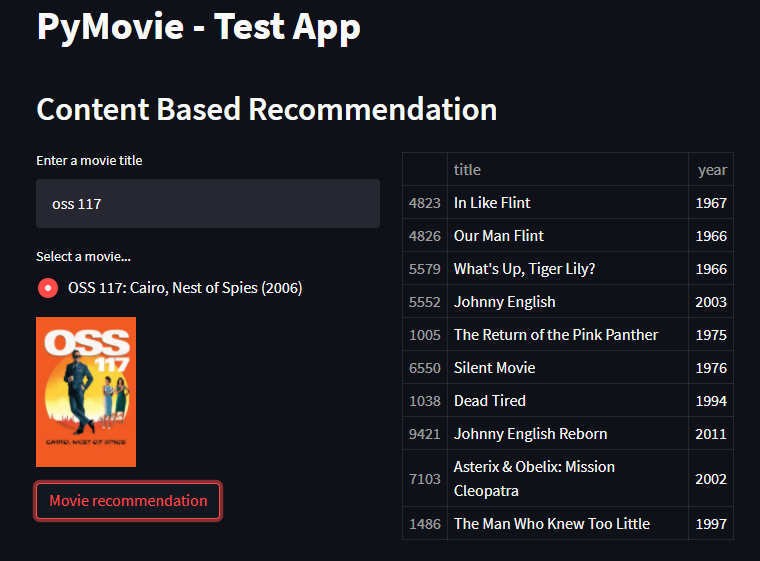 PyMovie - Test App
Content Based Recommendation
Enter a movie title
oss 117
Select a movie...
OSS 117: Cairo, Nest of Spies (2006)
OSS
117
CAIRO, NEST OF SPIES
Movie recommendation
title year
4823 In Like Flint 1967
4826 Our Man Flint 1966
5579 What's Up, Tiger Lily? 1966
5552 Johnny English 2003
1005 The Return of the Pink Panther 1975
6550 Silent Movie 1976
1038 Dead Tired 1994
9421 Johnny English Reborn 2011
7103 Asterix & Obelix: Mission
Cleopatra 2002
1486 The Man Who Knew Too Little 1997